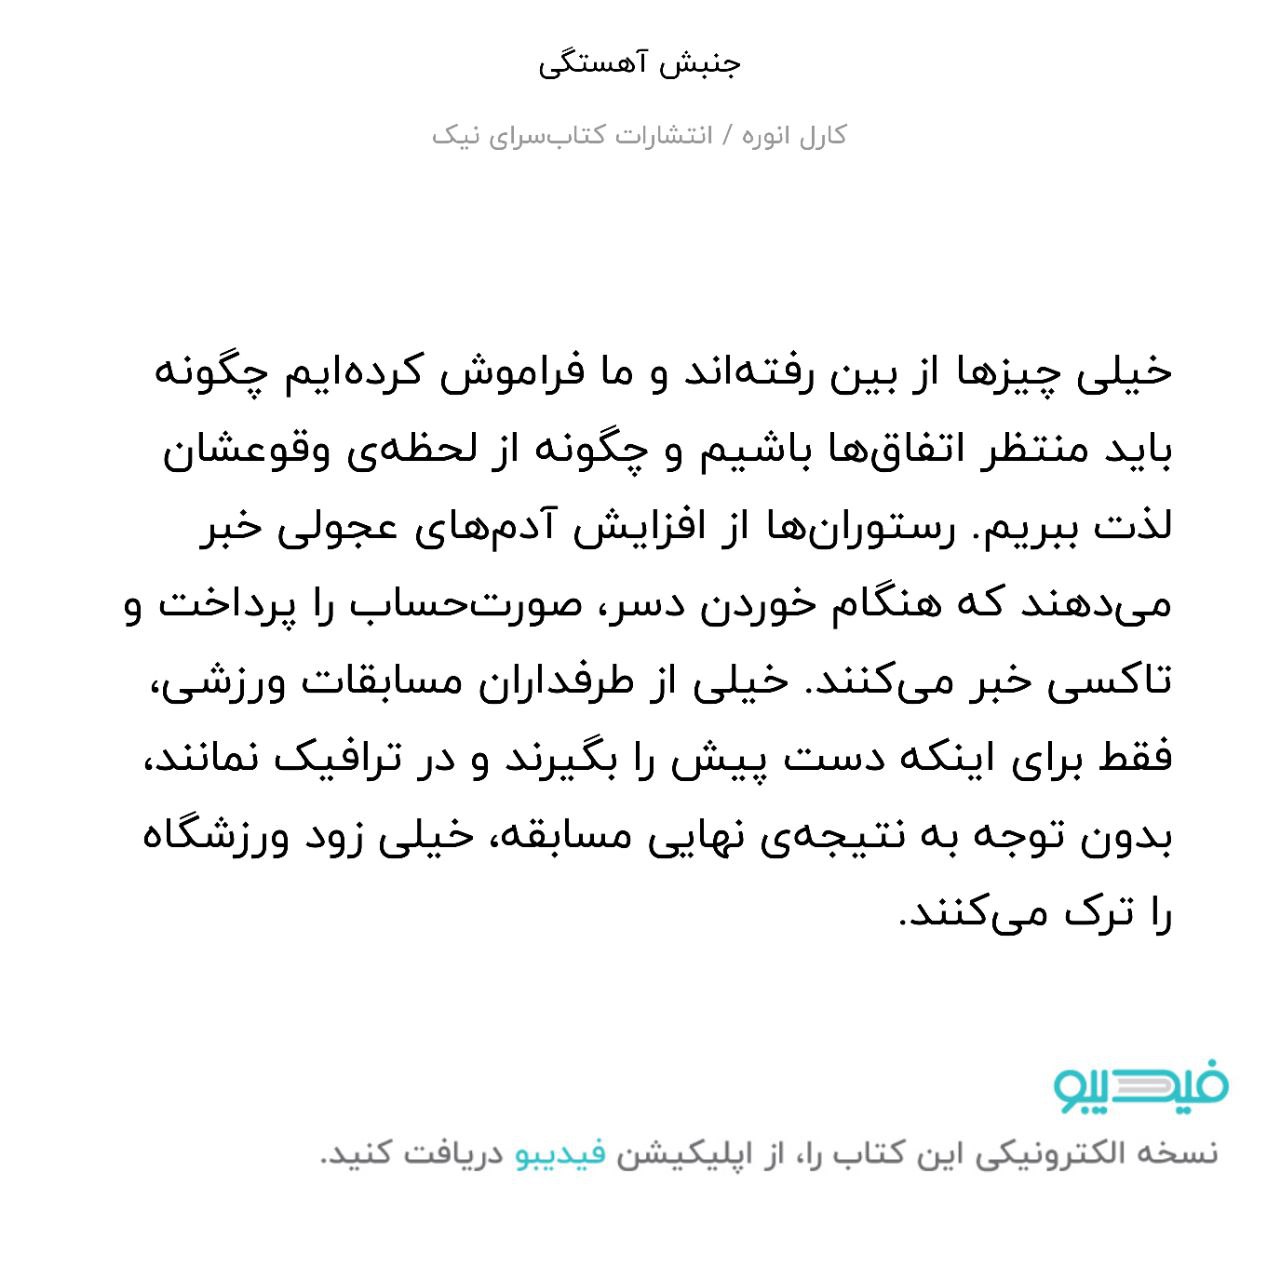 جنبش آهستگی
کارل انوره / انتشارات کتاب‌سرای نیک
خیلی چیزها از بین رفته‌اند و ما فراموش کرده‌ایم چگونه
باید منتظر اتفاق‌ها باشیم و چگونه از لحظه‌ی وقوعشان
لذت ببریم. رستوران‌ها از افزایش آدم‌های عجولی خبر
می‌دهند که هنگام خوردن دسر، صورت‌حساب را پرداخت و
تاکسی خبر می‌کنند. خیلی از طرفداران مسابقات ورزشی،
فقط برای اینکه دست پیش را بگیرند و در ترافیک نمانند،
بدون توجه به نتیجه‌ی نهایی مسابقه، خیلی زود ورزشگاه
را ترک می‌کنند.
فیدیبو
نسخه الکترونیکی این کتاب را، از اپلیکیشن فیدیبو دریافت کنید.